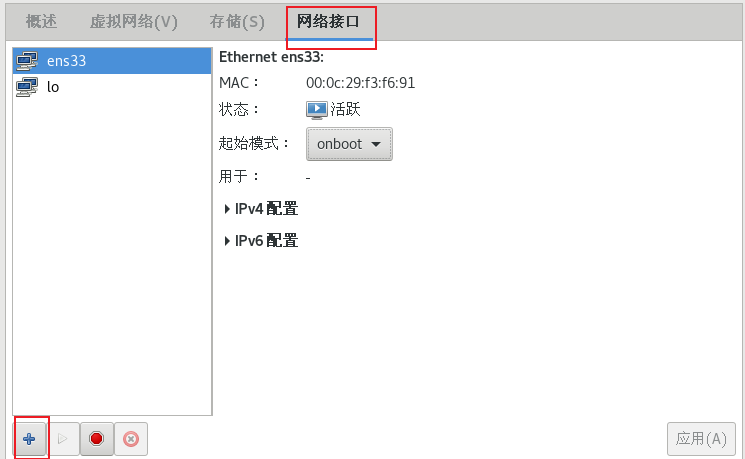 概述 虚拟网络(V) 存储(S) 网络接口
ens33
lo
Ethernet ens33:
MAC： 00:0c:29:f3:f6:91
状态： 活跃
起始模式： onboot
用于： -
IPv4 配置
IPv6 配置
应用(A)